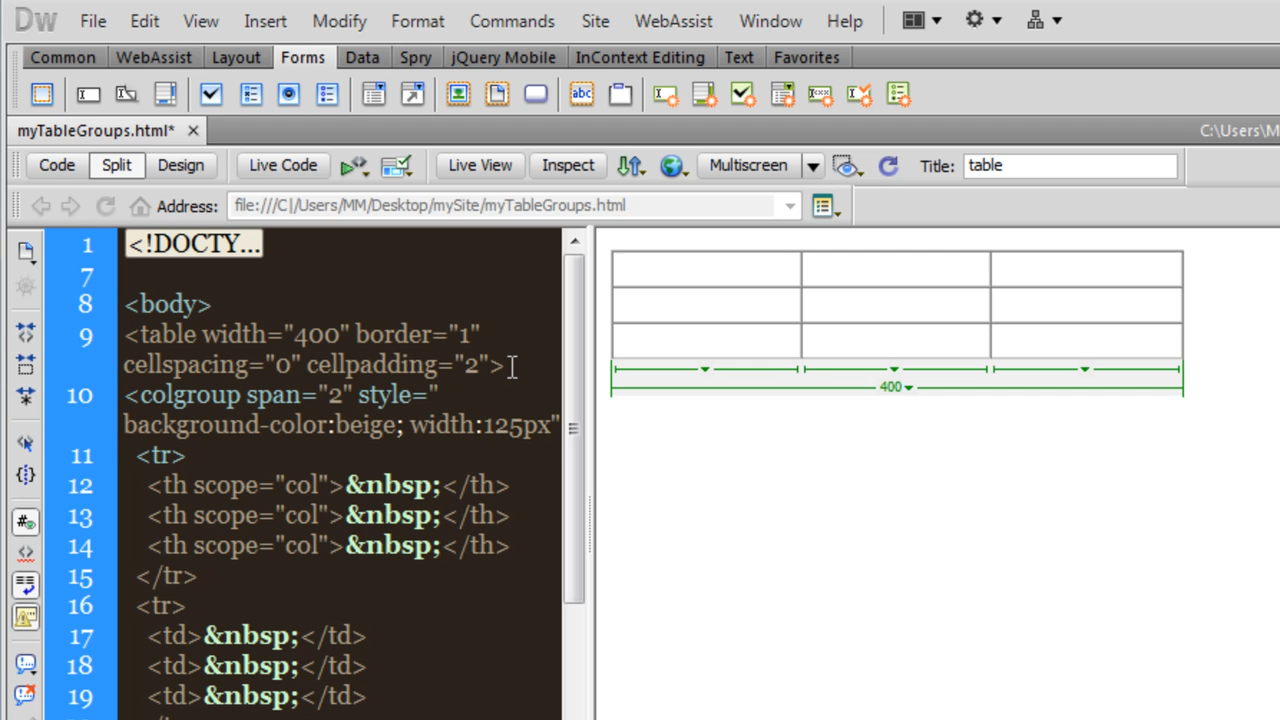 Dw File Edit View Insert Modify Format Commands Site WebAssist Window Help
Common WebAssist Layout Forms Data Spry jQuery Mobile InContext Editing Text Favorites
abc
myTableGroups.html* × C:\Users\M
Code Split Design Live Code Live View Inspect Multiscreen Title: table
Address: file:///C|/Users/MM/Desktop/mySite/myTableGroups.html
1 <!DOCTY...
7
8 <body>
9 <table width="400" border="1"
cellspacing="0" cellpadding="2">
10 <colgroup span="2" style="
background-color:beige; width:125px"
11 <tr>
12 <th scope="col">&nbsp;</th>
13 <th scope="col">&nbsp;</th>
14 <th scope="col">&nbsp;</th>
15 </tr>
16 <tr>
17 <td>&nbsp;</td>
18 <td>&nbsp;</td>
19 <td>&nbsp;</td>
400